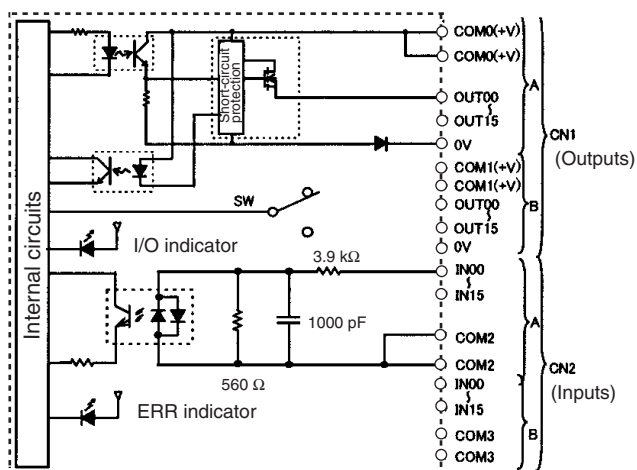 Internal circuits
Short-circuit
protection
SW
I/O indicator
ERR indicator
3.9 kΩ
1000 pF
560 Ω
COM0(+V)
COM0(+V)
OUT00
~
OUT15
0V
A
COM1(+V)
COM1(+V)
OUT00
~
OUT15
0V
B
CN1
(Outputs)
IN00
~
IN15
COM2
COM2
A
IN00
~
IN15
COM3
COM3
B
CN2
(Inputs)